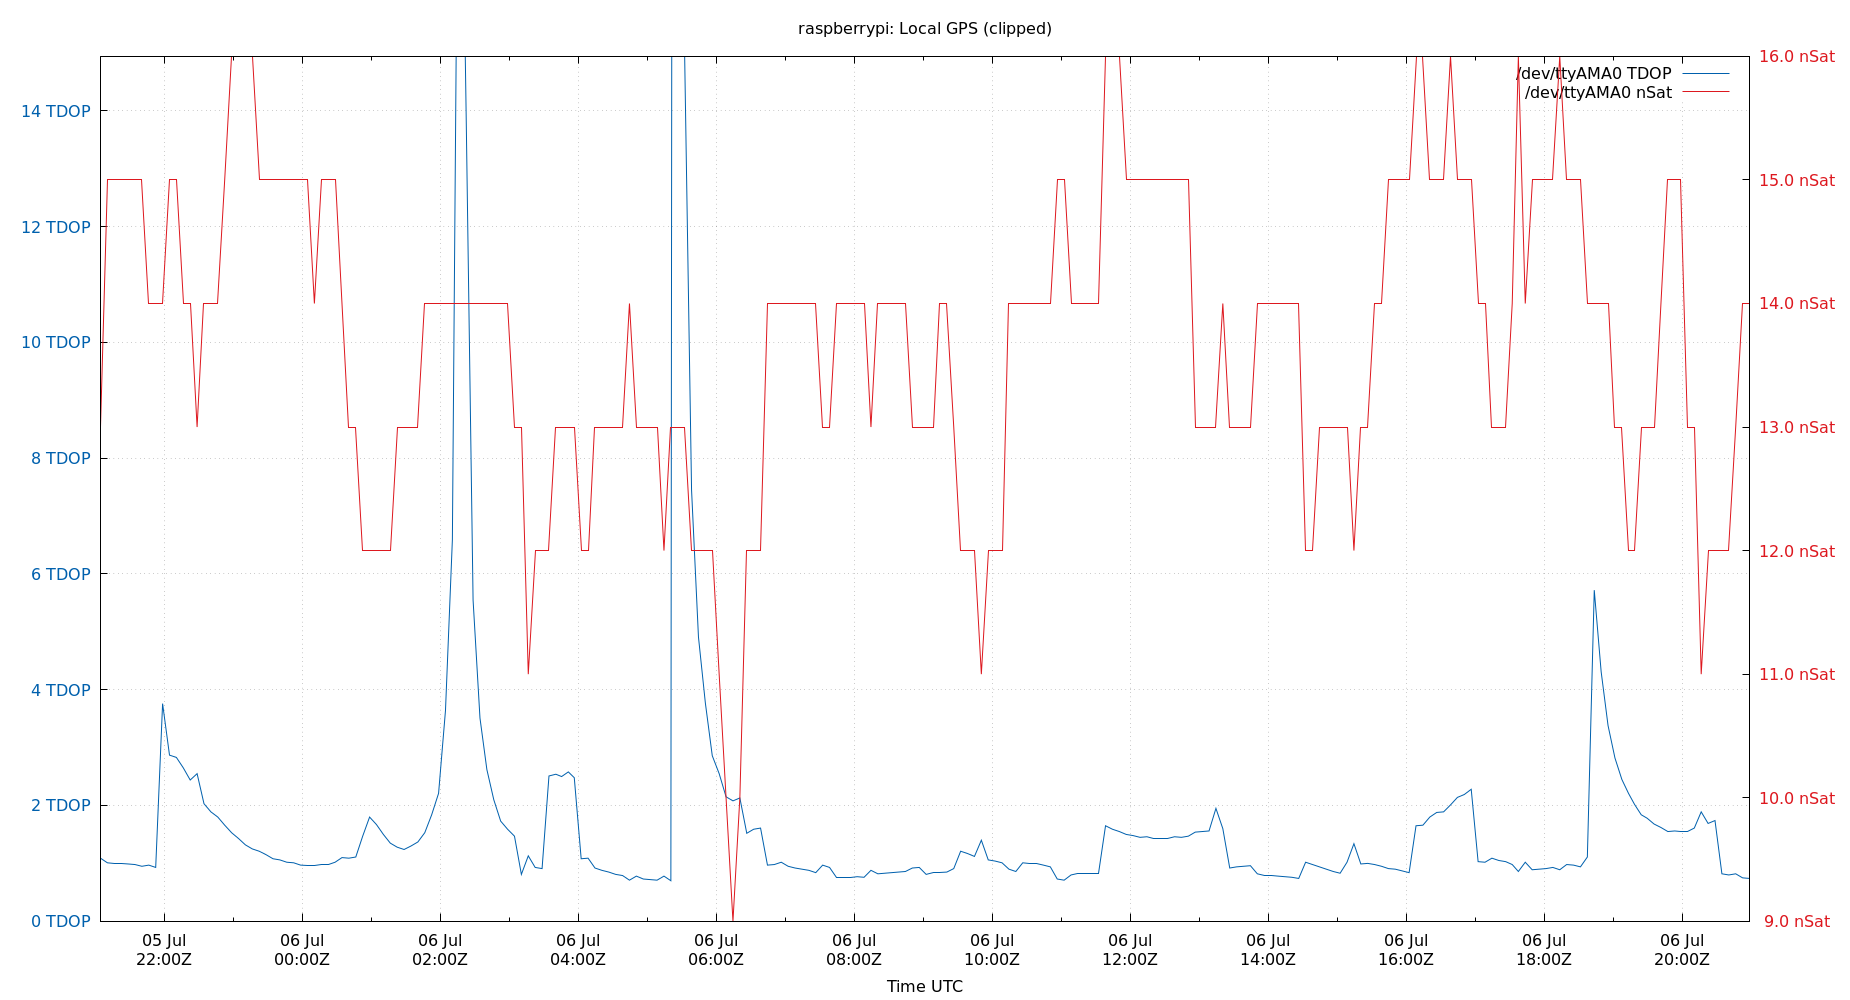 raspberrypi: Local GPS (clipped)
16.0 nSat
/dev/ttyAMA0 TDOP
/dev/ttyAMA0 nSat
14 TDOP
15.0 nSat
12 TDOP
14.0 nSat
10 TDOP
13.0 nSat
8 TDOP
12.0 nSat
6 TDOP
11.0 nSat
4 TDOP
10.0 nSat
2 TDOP
9.0 nSat
0 TDOP
05 Jul 06 Jul 06 Jul 06 Jul 06 Jul 06 Jul 06 Jul 06 Jul 06 Jul 06 Jul 06 Jul 06 Jul
22:00Z 00:00Z 02:00Z 04:00Z 06:00Z 08:00Z 10:00Z 12:00Z 14:00Z 16:00Z 18:00Z 20:00Z
Time UTC